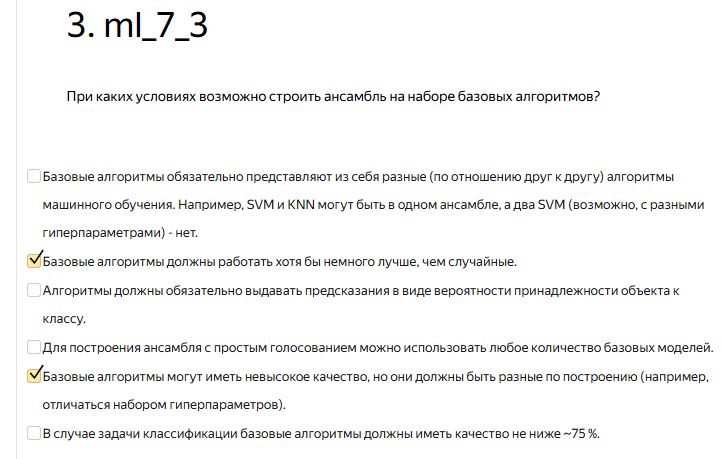 3. ml_7_3
При каких условиях возможно строить ансамбль на наборе базовых алгоритмов?
Базовые алгоритмы обязательно представляют из себя разные (по отношению друг к другу) алгоритмы
машинного обучения. Например, SVM и KNN могут быть в одном ансамбле, а два SVM (возможно, с разными
гиперпараметрами) - нет.
Базовые алгоритмы должны работать хотя бы немного лучше, чем случайные.
Алгоритмы должны обязательно выдавать предсказания в виде вероятности принадлежности объекта к
классу.
Для построения ансамбля с простым голосованием можно использовать любое количество базовых моделей.
Базовые алгоритмы могут иметь невысокое качество, но они должны быть разные по построению (например,
отличаться набором гиперпараметров).
В случае задачи классификации базовые алгоритмы должны иметь качество не ниже ~75 %.